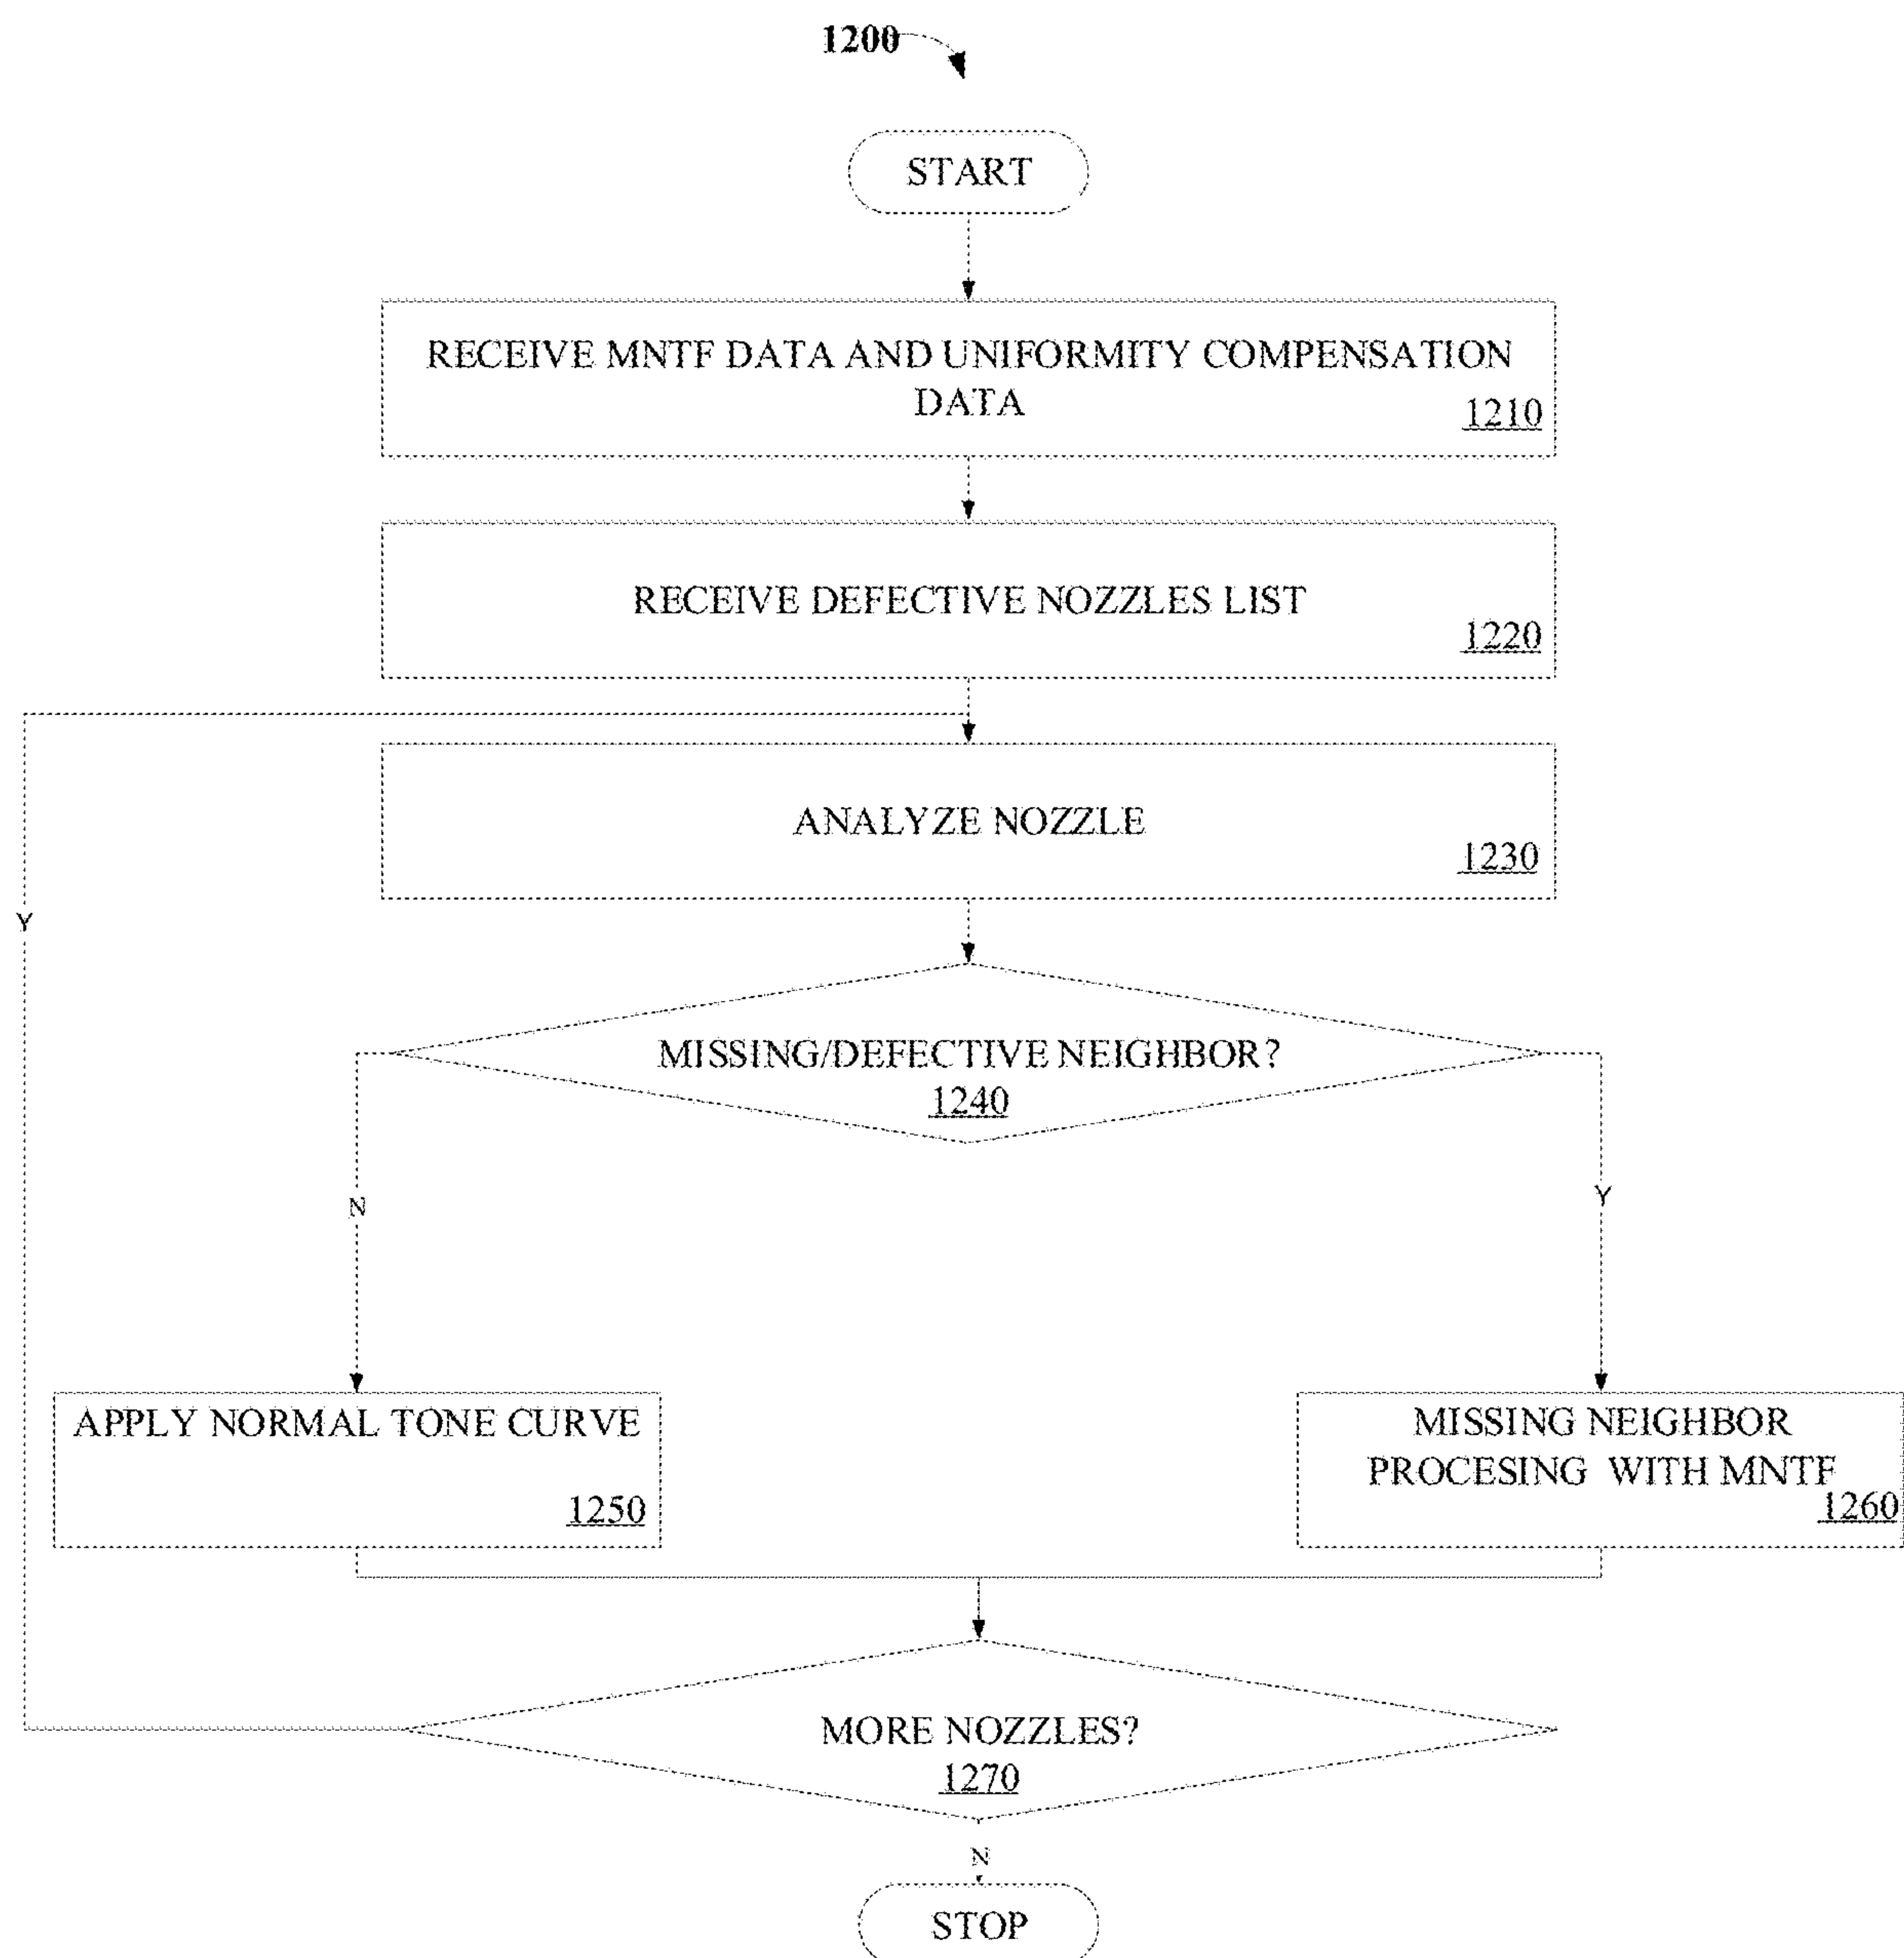 1200
START
RECEIVE MNTF DATA AND UNIFORMITY COMPENSATION
DATA
1210
RECEIVE DEFECTIVE NOZZLES LIST
1220
ANALYZE NOZZLE
1230
Y
MISSING/DEFECTIVE NEIGHBOR?
1240
N
Y
APPLY NORMAL TONE CURVE
1250
MISSING NEIGHBOR
PROCESING WITH MNTF
1260
MORE NOZZLES?
1270
N
STOP